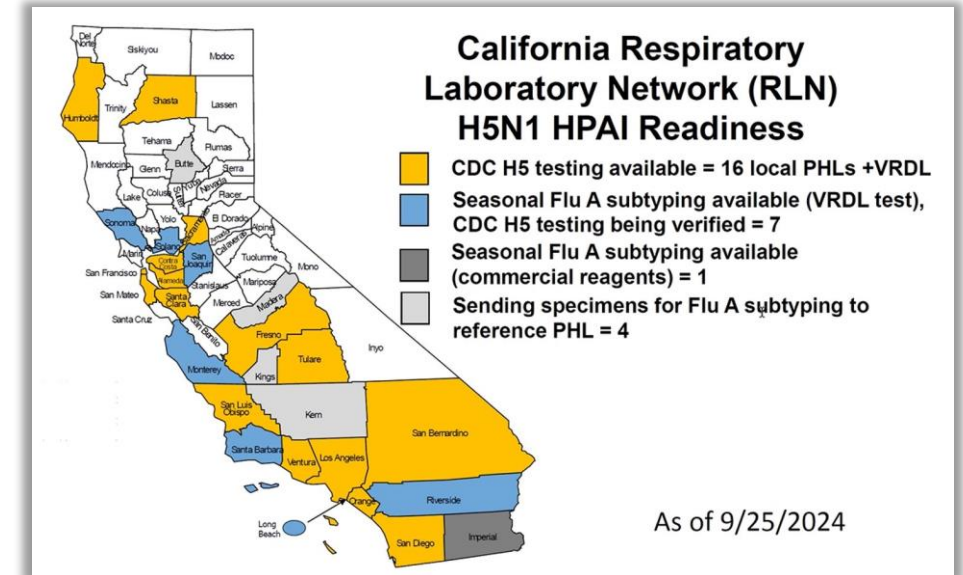 California Respiratory
Laboratory Network (RLN)
H5N1 HPAI Readiness
CDC H5 testing available = 16 local PHLs +VRDL
Seasonal Flu A subtyping available (VRDL test),
CDC H5 testing being verified = 7
Seasonal Flu A subtyping available
(commercial reagents) = 1
Sending specimens for Flu A subtyping to
reference PHL = 4
As of 9/25/2024
Del
Norte
Siskiyou
Modoc
Humboldt
Trinity
Shasta
Lassen
Tehama
Plumas
Mendocino
Glenn
Butte
Sierra
Lake
Colusa
Yuba
Nevada
Placer
Sonoma
Napa
Yolo
Sacramento
El Dorado
Alpine
Solano
Amador
Calaveras
Marin
Contra
Costa
San
Joaquin
Tuolumne
Mono
San Francisco
Alameda
Stanislaus
Mariposa
San Mateo
Santa
Clara
Merced
Madera
Santa Cruz
San Benito
Fresno
Inyo
Monterey
Kings
Tulare
San Luis
Obispo
Kern
San Bernardino
Santa Barbara
Ventura
Los Angeles
Orange
Riverside
Long
Beach
San Diego
Imperial